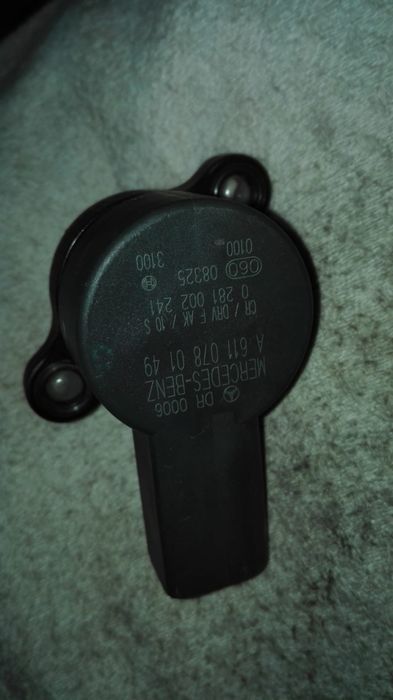 DR 0006
MERCEDES-BENZ
A 611 078 01 49
CR / DRV F AK / 10 S
0 281 002 241
060 08325
3100
0100